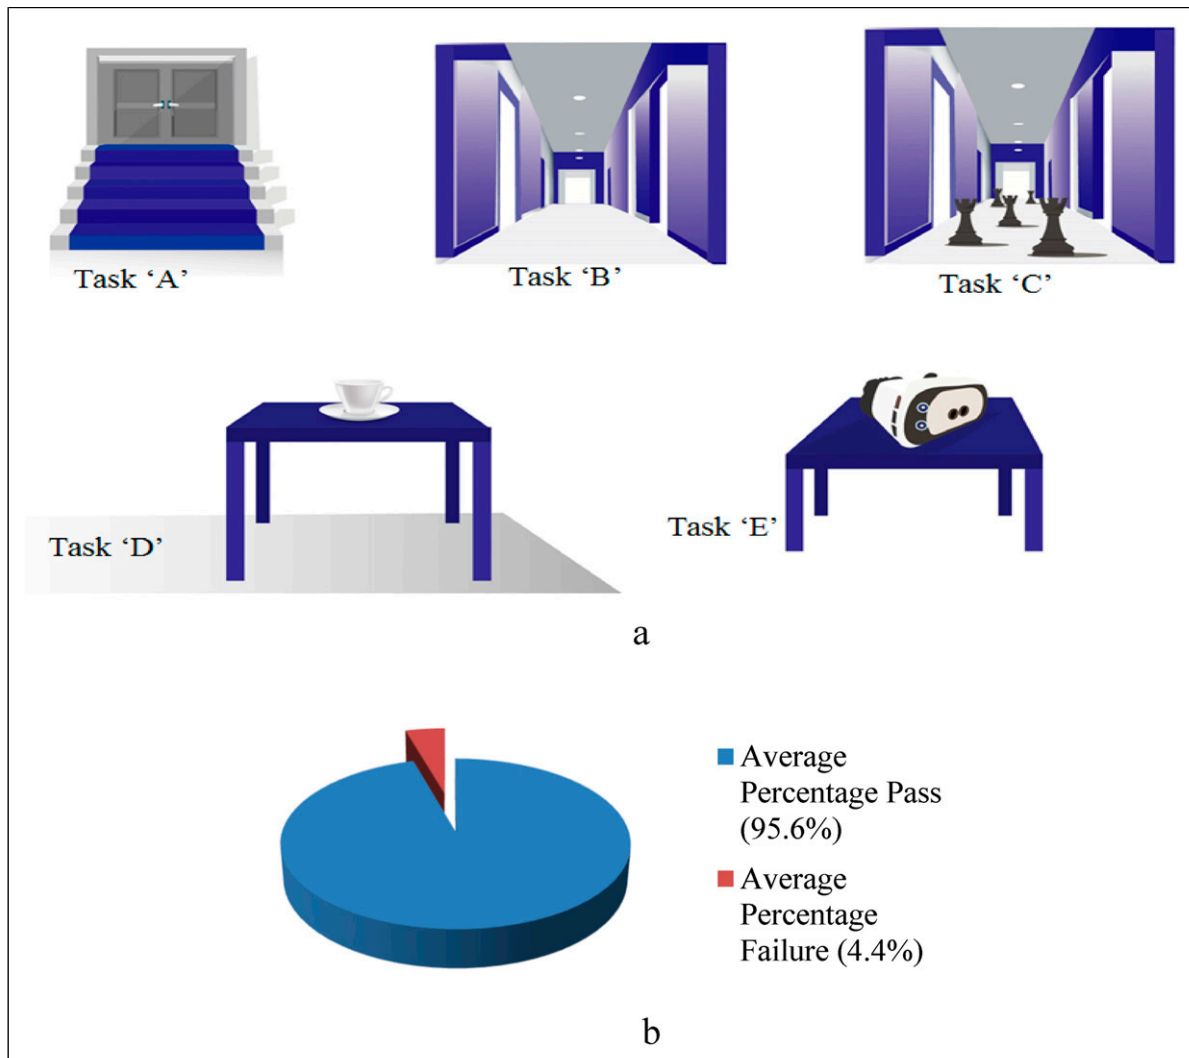 Task ‘A’
Task ‘B’
Task ‘C’
Task ‘D’
Task ‘E’
a
Average
Percentage Pass
(95.6%)
Average
Percentage
Failure (4.4%)
b